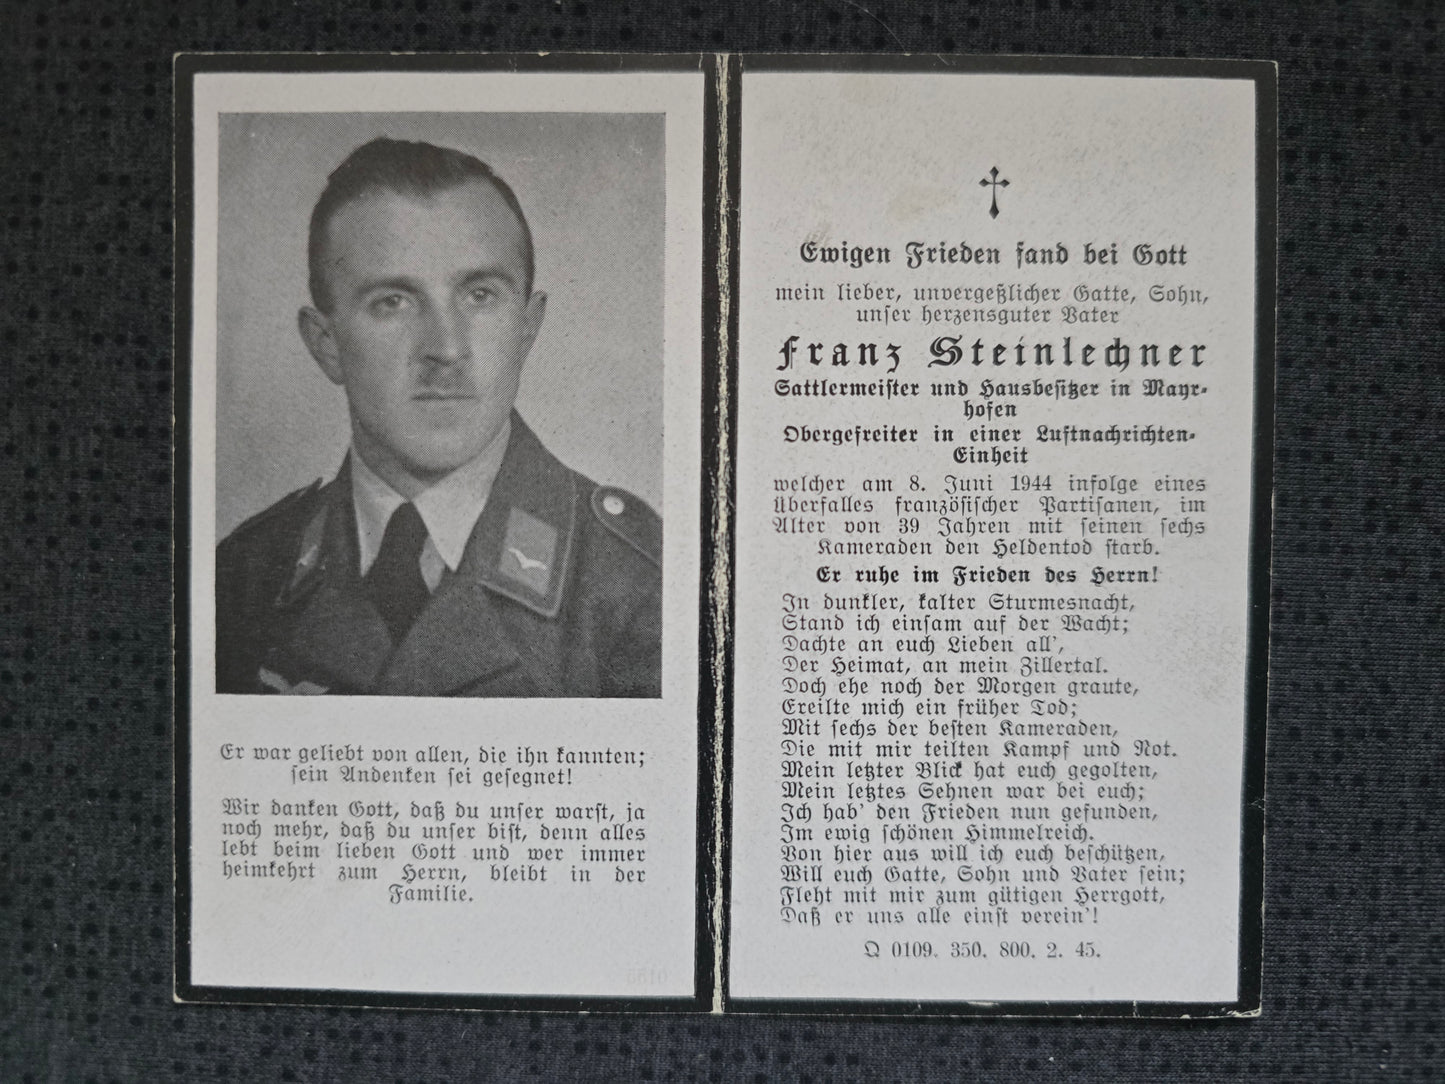 Er war geliebt von allen, die ihn kannten;
sein Andenken sei gesegnet!
Wir danken Gott, daß du unser warst, ja
noch mehr, daß du unser bist, denn alles
lebt beim lieben Gott und wer immer
heimkehrt zum Herrn, bleibt in der
Familie.
Ewigen Frieden fand bei Gott
mein lieber, unvergeßlicher Gatte, Sohn,
unser herzensguter Vater
Franz Steinlechner
Sattlermeister und Hausbesitzer in Mayr-
hofen
Obergefreiter in einer Luftnachrichten-
Einheit
welcher am 8. Juni 1944 infolge eines
Überfalles französischer Partisanen, im
Alter von 39 Jahren mit seinen sechs
Kameraden den Heldentod starb.
Er ruhe im Frieden des Herrn!
In dunkler, kalter Sturmesnacht,
Stand ich einsam auf der Wacht;
Dachte an euch Lieben all',
Der Heimat, an mein Zillertal.
Doch ehe noch der Morgen graute,
Ereilte mich ein früher Tod;
Mit sechs der besten Kameraden,
Die mit mir teilten Kampf und Not.
Mein letzter Blick hat euch gegolten,
Mein letztes Sehnen war bei euch;
Ich hab' den Frieden nun gefunden,
Im ewig schönen Himmelreich.
Von hier aus will ich euch beschützen,
Will euch Gatte, Sohn und Vater sein;
Fleht mit mir zum gütigen Herrgott,
Daß er uns alle einst verein'!
Q 0109. 350. 800. 2. 45.